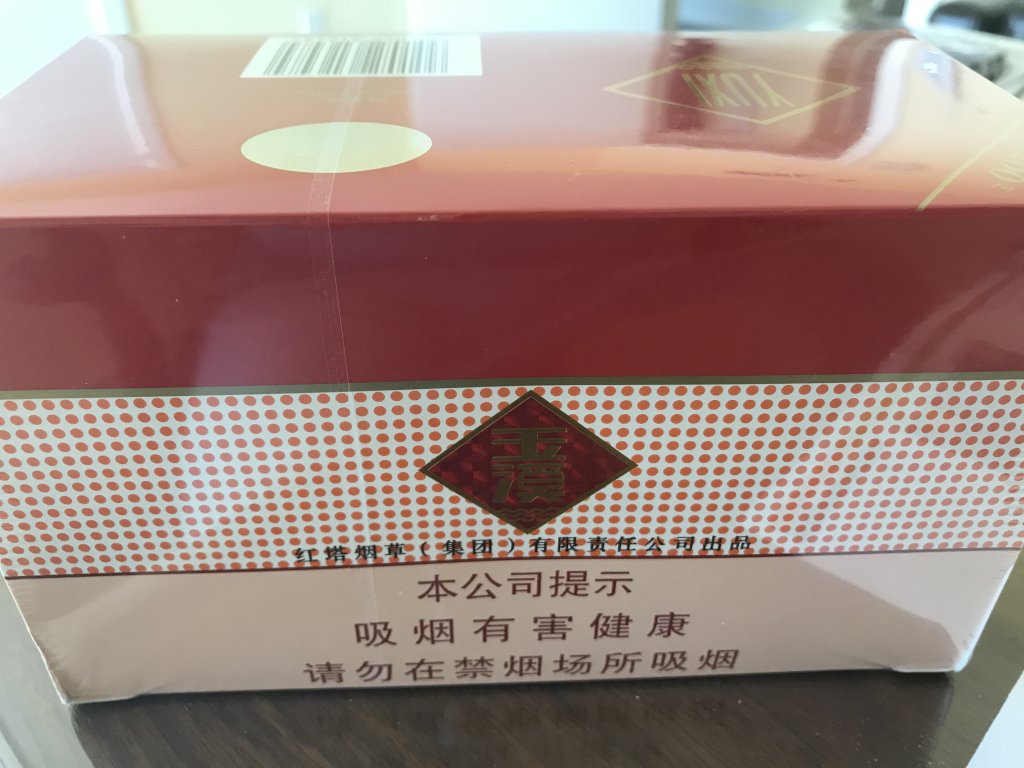 YUXI
玉溪
红塔烟草(集团)有限责任公司出品
本公司提示
吸烟有害健康
请勿在禁烟场所吸烟